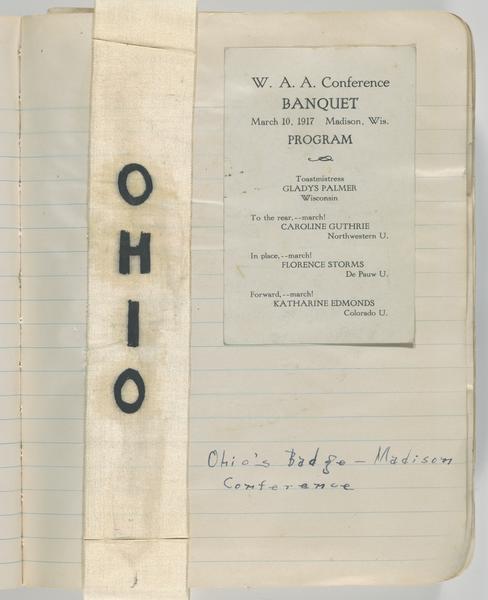 OHIO
W. A. A. Conference
BANQUET
March 10, 1917 Madison, Wis.
PROGRAM
Toastmistress
GLADYS PALMER
Wisconsin
To the rear,--march!
CAROLINE GUTHRIE
Northwestern U.
In place,--march!
FLORENCE STORMS
De Pauw U.
Forward,--march!
KATHARINE EDMONDS
Colorado U.
Ohio's Badge - Madison
Conference